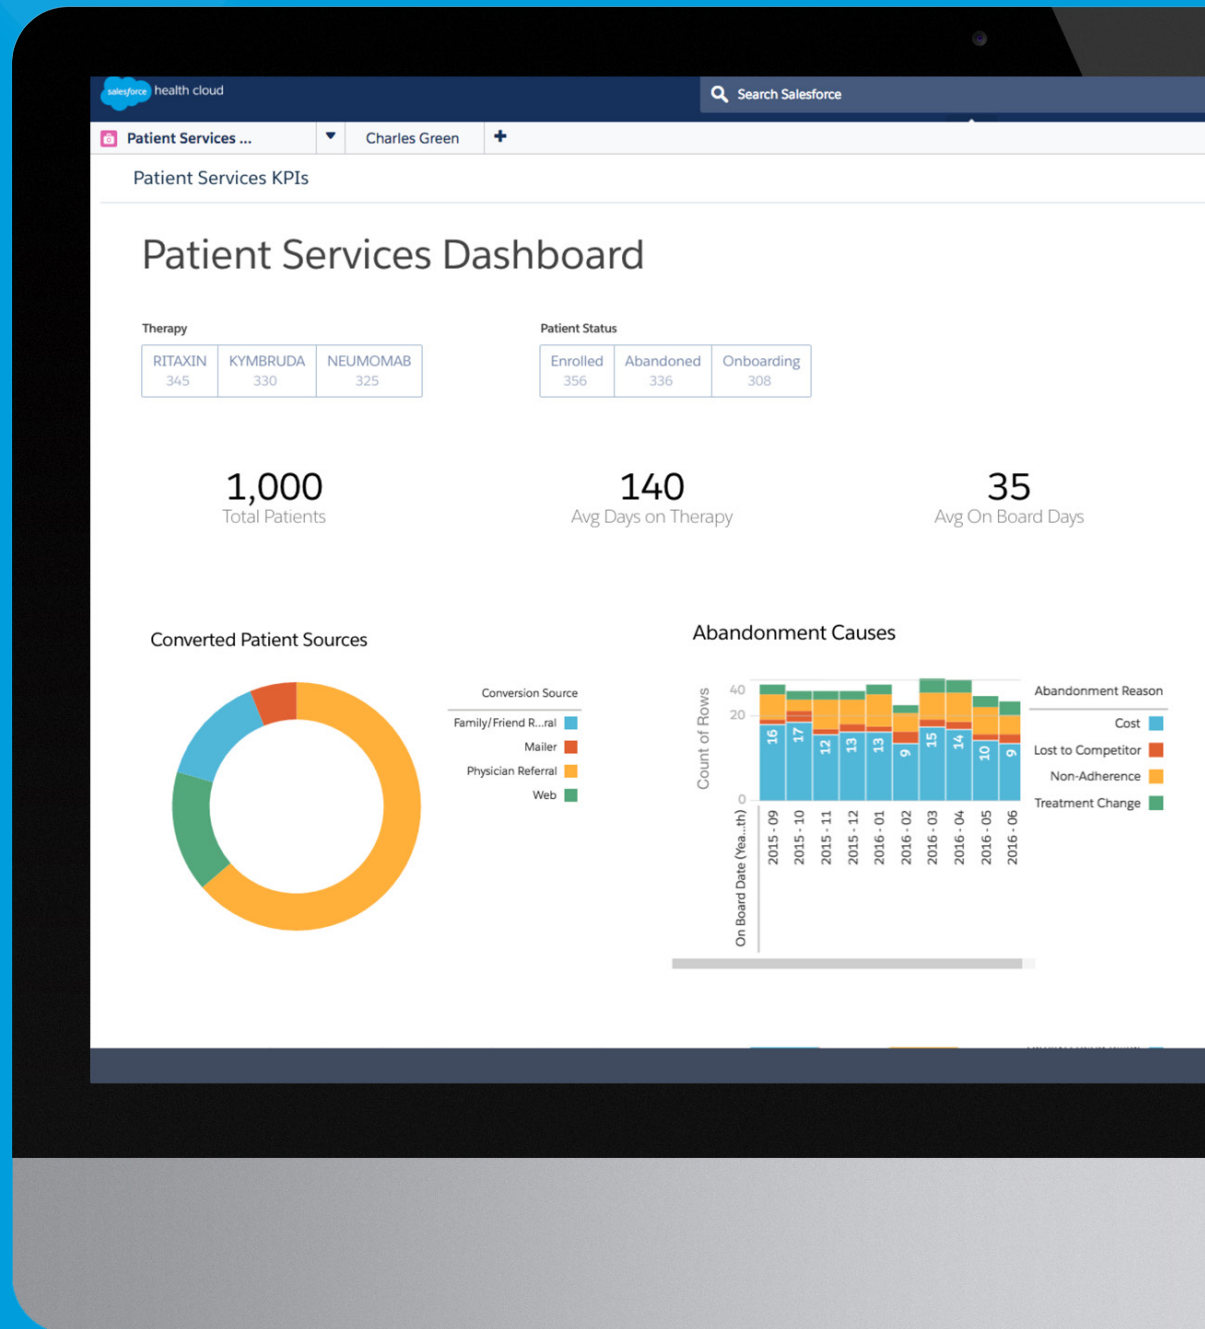 salesforce health cloud
Search Salesforce
Patient Services ...
Charles Green
Patient Services KPIs
Patient Services Dashboard
Therapy
RITAXIN KYMBRUDA NEUMOMAB
345 330 325
Patient Status
Enrolled Abandoned Onboarding
356 336 308
1,000
Total Patients
140
Avg Days on Therapy
35
Avg On Board Days
Converted Patient Sources
Conversion Source
Family/Friend R...ral
Mailer
Physician Referral
Web
Abandonment Causes
Count of Rows
40
20
0
16 17 12 13 13 9 15 14 10 9
On Board Date (Yea...th)
2015 - 09
2015 - 10
2015 - 11
2015 - 12
2016 - 01
2016 - 02
2016 - 03
2016 - 04
2016 - 05
2016 - 06
Abandonment Reason
Cost
Lost to Competitor
Non-Adherence
Treatment Change